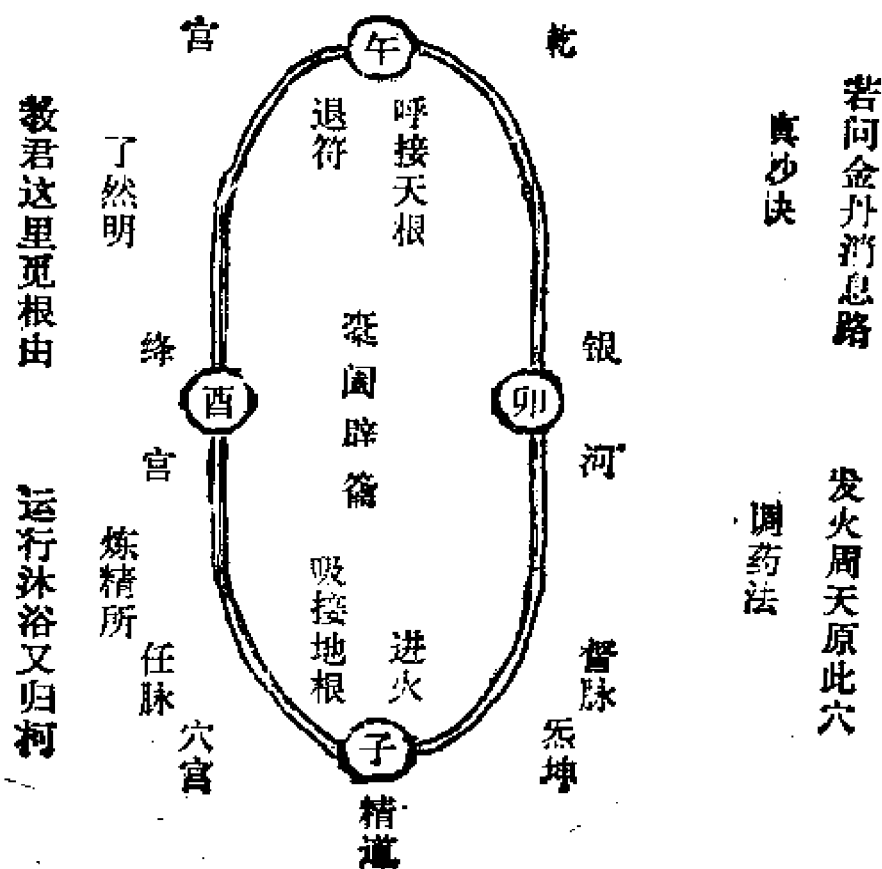 若问金丹消息路
发火周天原此穴
真妙诀
调药法
乾
银
河
督脉
炁坤
午
呼接天根
退符
卯
橐
阖
辟
籥
酉
进火
吸接地根
子
精道
宫
绛
宫
任脉
穴宫
了然明
炼精所
教君这里觅根由
运行沐浴又归柯